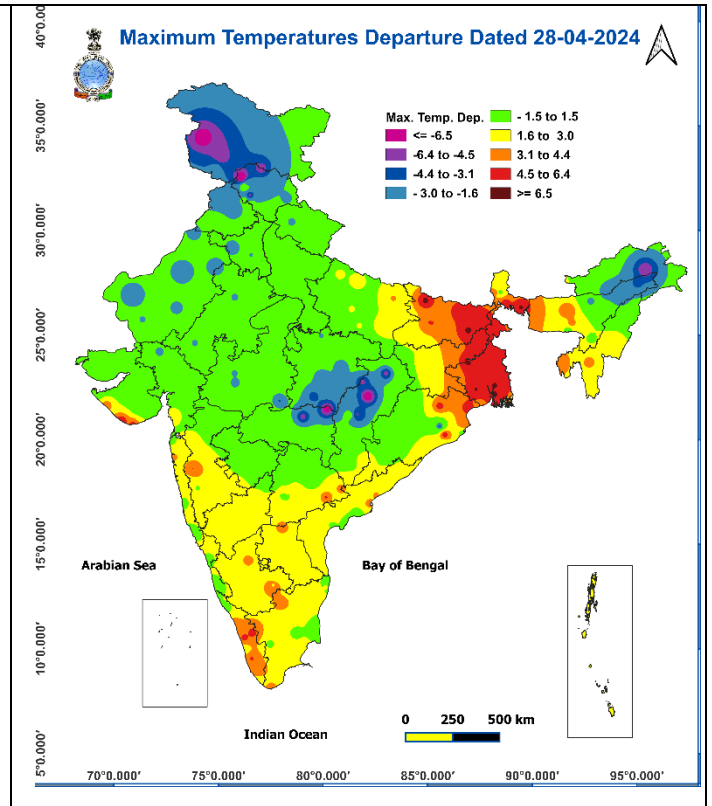 Maximum Temperatures Departure Dated 28-04-2024
Max. Temp. Dep.
<= -6.5
-6.4 to -4.5
-4.4 to -3.1
- 3.0 to -1.6
- 1.5 to 1.5
1.6 to 3.0
3.1 to 4.4
4.5 to 6.4
>= 6.5
40°0.000'
35°0.000'
30°0.000'
25°0.000'
20°0.000'
15°0.000'
10°0.000'
5°0.000'
Arabian Sea
Bay of Bengal
Indian Ocean
0 250 500 km
70°0.000' 75°0.000' 80°0.000' 85°0.000' 90°0.000' 95°0.000'